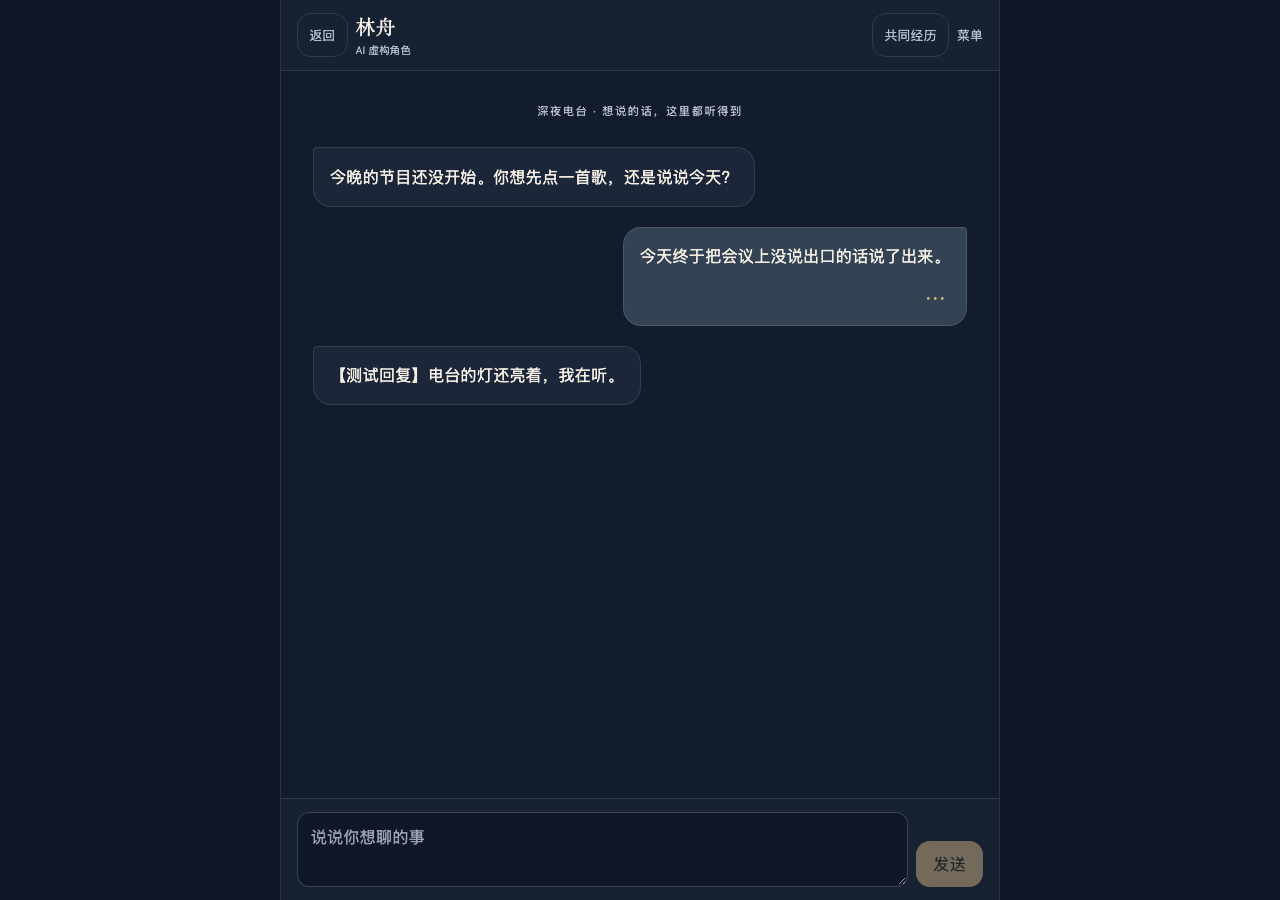 返回
林舟
AI 虚构角色
共同经历
菜单
深夜电台 · 想说的话，这里都听得到
今晚的节目还没开始。你想先点一首歌，还是说说今天？
今天终于把会议上没说出口的话说了出来。
···
【测试回复】电台的灯还亮着，我在听。
说说你想聊的事
发送